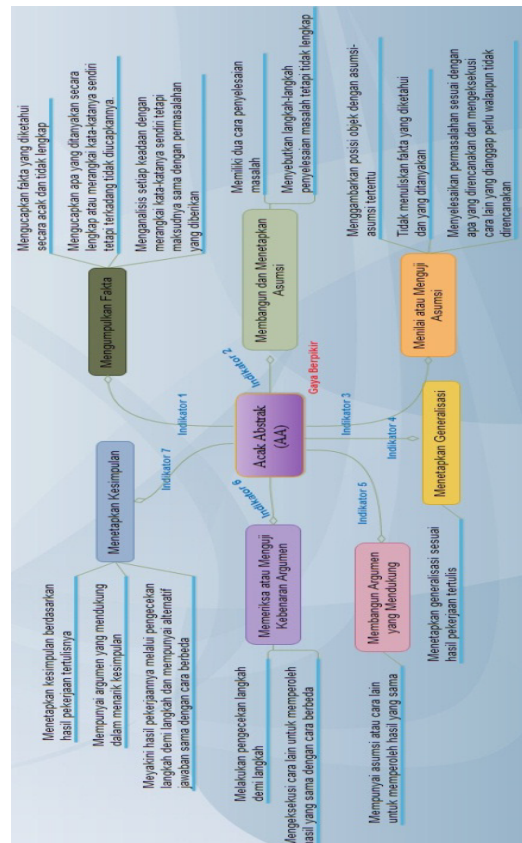 Acak Abstrak
(AA)
Gaya Berpikir
Indikator 1
Mengumpulkan Fakta
Mengucapkan fakta yang diketahui
secara acak dan tidak lengkap
Mengucapkan apa yang ditanyakan secara
lengkap atau merangkai kata-katanya sendiri
tetapi terkadang tidak diucapkannya.
Menganalisis setiap keadaan dengan
merangkai kata-katanya sendiri tetapi
maksudnya sama dengan permasalahan
yang diberikan
Indikator 2
Membangun dan Menetapkan
Asumsi
Memiliki dua cara penyelesaian
masalah
Menyebutkan langkah-langkah
penyelesaian masalah tetapi tidak lengkap
Indikator 3
Menilai atau Menguji
Asumsi
Menggambarkan posisi objek dengan asumsi-
asumsi tertentu
Tidak menuliskan fakta yang diketahui
dan yang ditanyakan
Menyelesaikan permasalahan sesuai dengan
apa yang direncanakan dan mengeksekusi
cara lain yang dianggap perlu walaupun tidak
direncanakan
Indikator 4
Menetapkan Generalisasi
Menetapkan generalisasi sesuai
hasil pekerjaan tertulis
Indikator 5
Membangun Argumen
yang Mendukung
Mempunyai asumsi atau cara lain
untuk memperoleh hasil yang sama
Indikator 6
Memeriksa atau Menguji
Kebenaran Argumen
Melakukan pengecekan langkah
demi langkah
Mengeksekusi cara lain untuk memperoleh
hasil yang sama dengan cara berbeda
Indikator 7
Menetapkan Kesimpulan
Menetapkan kesimpulan berdasarkan
hasil pekerjaan tertulisnya
Mempunyai argumen yang mendukung
dalam menarik kesimpulan
Meyakini hasil pekerjaannya melalui pengecekan
langkah demi langkah dan mempunyai alternatif
jawaban sama dengan cara berbeda